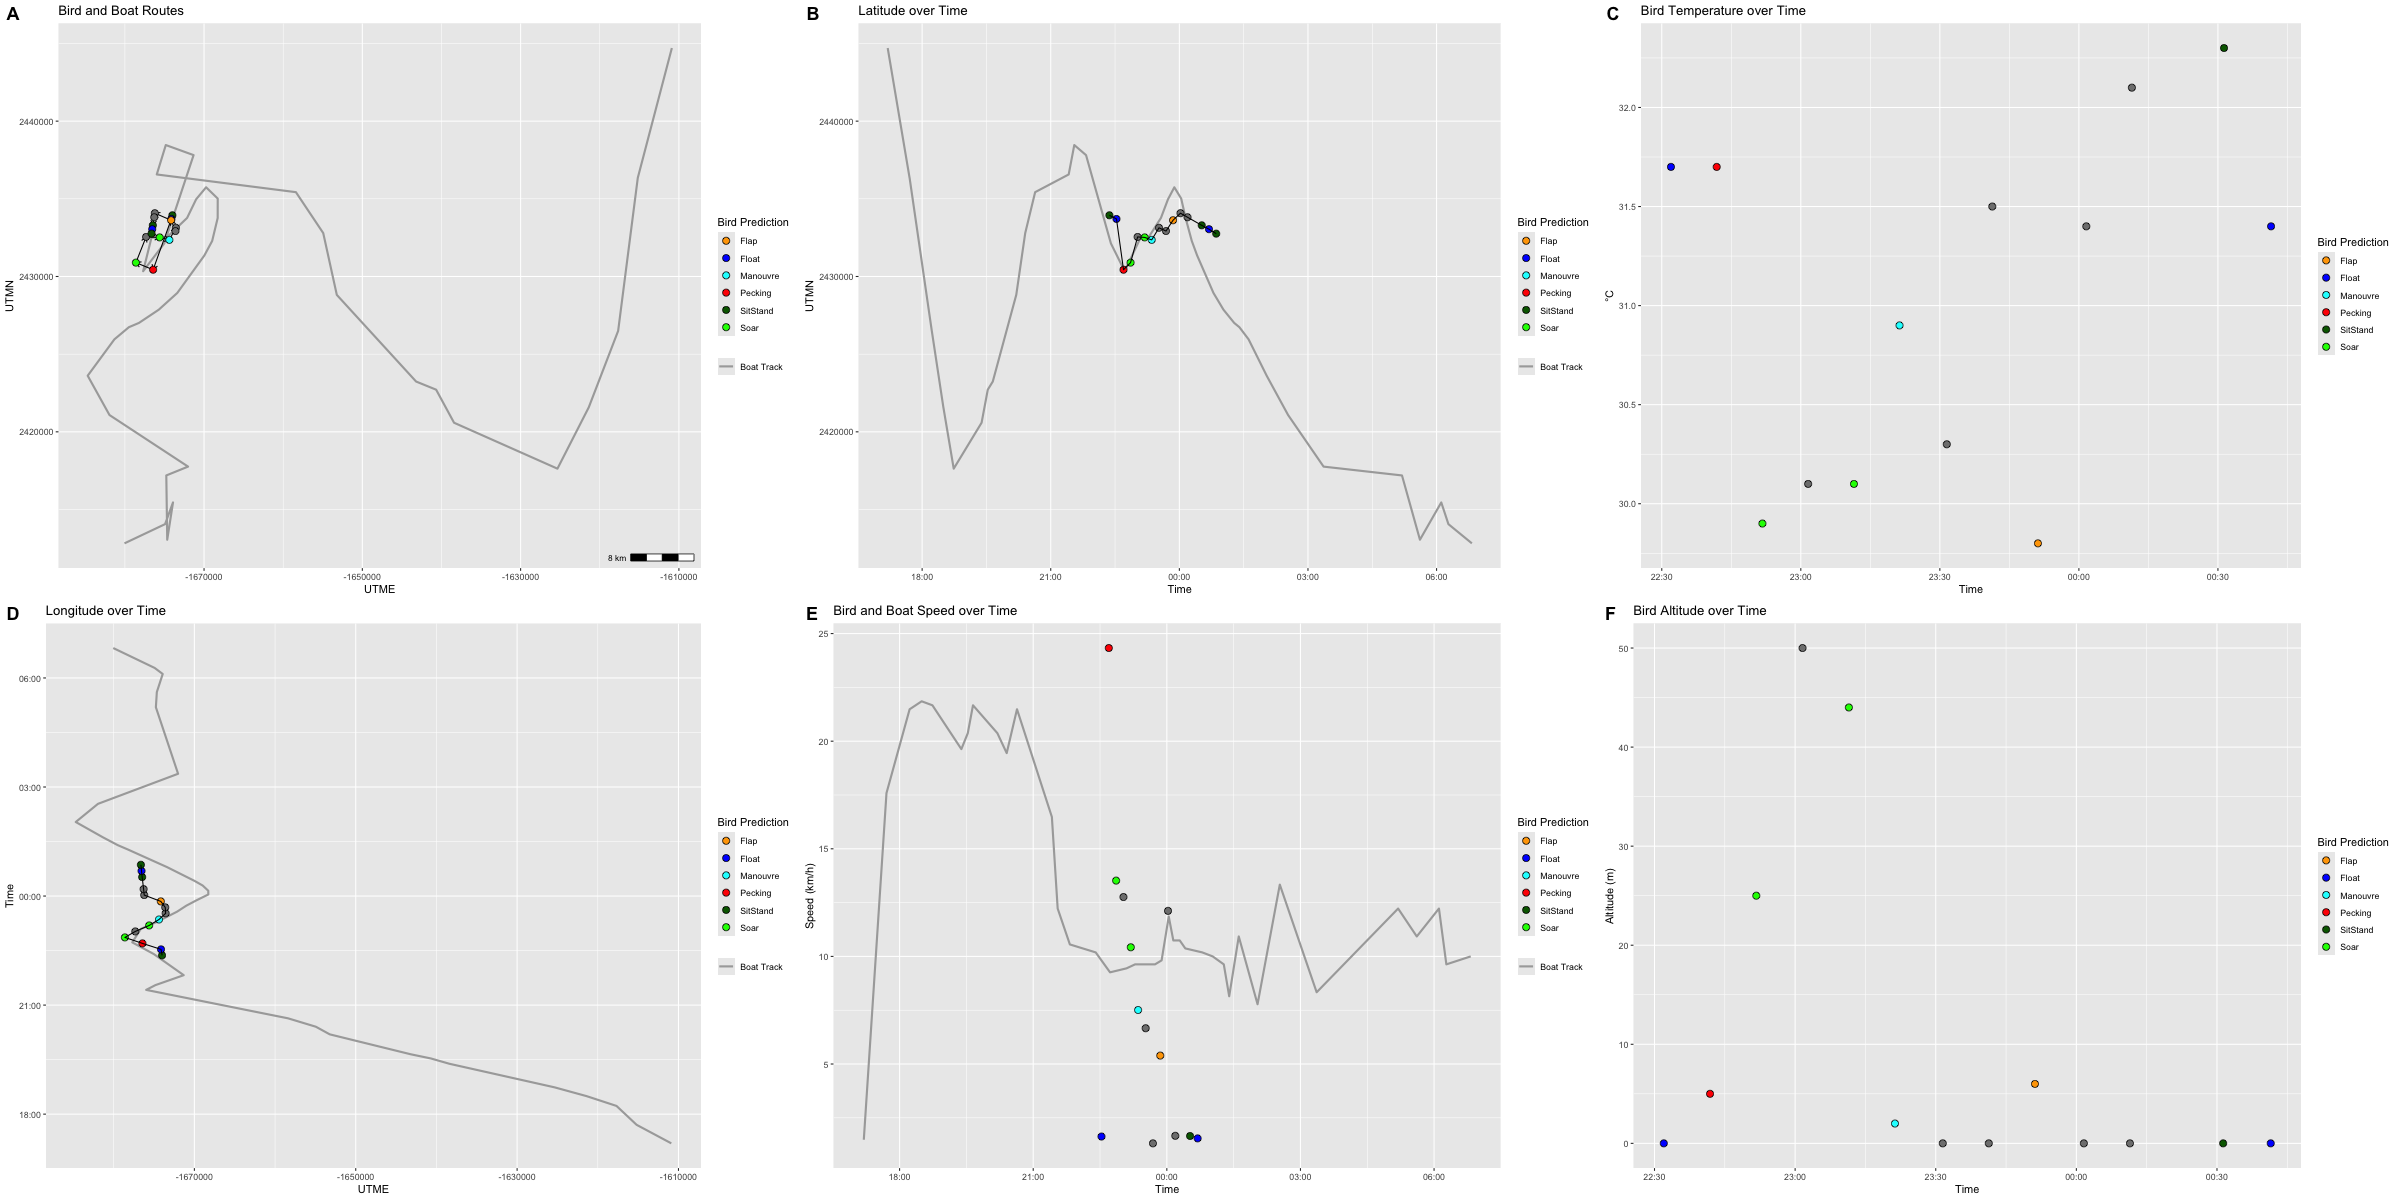 A Bird and Boat Routes
2440000
2430000
2420000
UTMN
-1670000 -1650000 -1630000 -1610000
UTME
8 km
Bird Prediction
Flap
Float
Manouvre
Pecking
SitStand
Soar
Boat Track
B Latitude over Time
2440000
2430000
2420000
UTMN
18:00 21:00 00:00 03:00 06:00
Time
Bird Prediction
Flap
Float
Manouvre
Pecking
SitStand
Soar
Boat Track
C Bird Temperature over Time
32.0
31.5
31.0
30.5
30.0
°C
22:30 23:00 23:30 00:00 00:30
Time
Bird Prediction
Flap
Float
Manouvre
Pecking
SitStand
Soar
D Longitude over Time
06:00
03:00
00:00
21:00
18:00
Time
-1670000 -1650000 -1630000 -1610000
UTME
Bird Prediction
Flap
Float
Manouvre
Pecking
SitStand
Soar
Boat Track
E Bird and Boat Speed over Time
25
20
15
10
5
Speed (km/h)
18:00 21:00 00:00 03:00 06:00
Time
Bird Prediction
Flap
Float
Manouvre
Pecking
SitStand
Soar
Boat Track
F Bird Altitude over Time
50
40
30
20
10
0
Altitude (m)
22:30 23:00 23:30 00:00 00:30
Time
Bird Prediction
Flap
Float
Manouvre
Pecking
SitStand
Soar